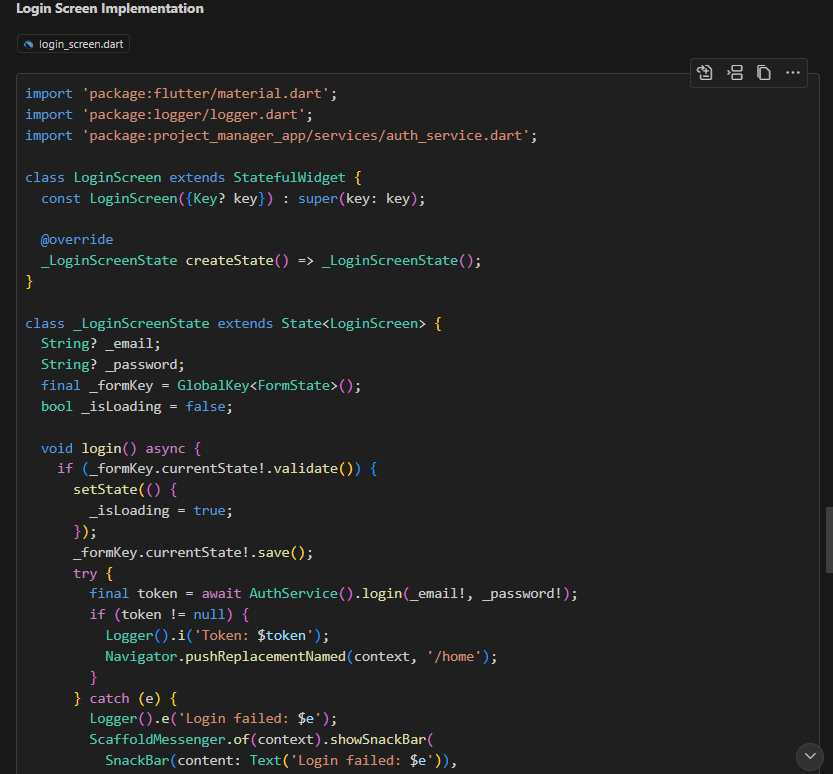 Login Screen Implementation
login_screen.dart
import 'package:flutter/material.dart';
import 'package:logger/logger.dart';
import 'package:project_manager_app/services/auth_service.dart';
class LoginScreen extends StatefulWidget {
  const LoginScreen({Key? key}) : super(key: key);
  @override
  _LoginScreenState createState() => _LoginScreenState();
}
class _LoginScreenState extends State<LoginScreen> {
  String? _email;
  String? _password;
  final _formKey = GlobalKey<FormState>();
  bool _isLoading = false;
  void login() async {
    if (_formKey.currentState!.validate()) {
      setState(() {
        _isLoading = true;
      });
      _formKey.currentState!.save();
      try {
        final token = await AuthService().login(_email!, _password!);
        if (token != null) {
          Logger().i('Token: $token');
          Navigator.pushReplacementNamed(context, '/home');
        }
      } catch (e) {
        Logger().e('Login failed: $e');
        ScaffoldMessenger.of(context).showSnackBar(
          SnackBar(content: Text('Login failed: $e')),